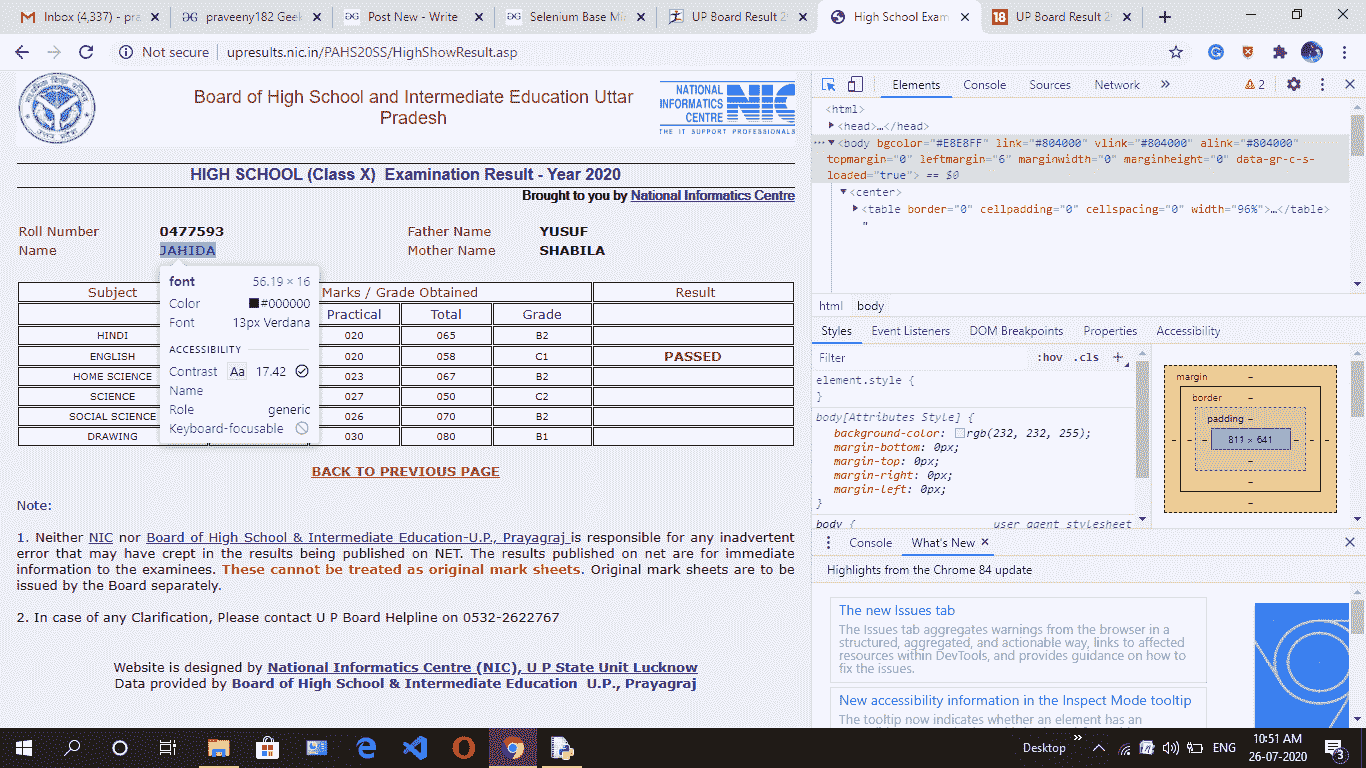 Inbox (4,337) - pra
praveeny182 Geek
Post New - Write
Selenium Base Mi
UP Board Result 2
High School Exam
UP Board Result 2
Not secure
upresults.nic.in/PAHS20SS/HighShowResult.asp
Board of High School and Intermediate Education Uttar
Pradesh
NATIONAL
INFORMATICS
CENTRE
NIC
THE IT SUPPORT PROFESSIONALS
HIGH SCHOOL (Class X) Examination Result - Year 2020
Brought to you by National Informatics Centre
Roll Number 0477593 Father Name YUSUF
Name JAHIDA Mother Name SHABILA
Subject Marks / Grade Obtained Result
Practical Total Grade
HINDI 020 065 B2
ENGLISH 020 058 C1 PASSED
HOME SCIENCE 023 067 B2
SCIENCE 027 050 C2
SOCIAL SCIENCE 026 070 B2
DRAWING 030 080 B1
font 56.19 × 16
Color #000000
Font 13px Verdana
ACCESSIBILITY
Contrast Aa 17.42
Name
Role generic
Keyboard-focusable
BACK TO PREVIOUS PAGE
Note:
1. Neither NIC nor Board of High School & Intermediate Education-U.P., Prayagraj is responsible for any inadvertent
error that may have crept in the results being published on NET. The results published on net are for immediate
information to the examinees. These cannot be treated as original mark sheets. Original mark sheets are to be
issued by the Board separately.
2. In case of any Clarification, Please contact U P Board Helpline on 0532-2622767
Website is designed by National Informatics Centre (NIC), U P State Unit Lucknow
Data provided by Board of High School & Intermediate Education U.P., Prayagraj
Elements Console Sources Network » 2
<html>
<head>…</head>
<body bgcolor="#E8E8FF" link="#804000" vlink="#804000" alink="#804000"
topmargin="0" leftmargin="6" marginwidth="0" marginheight="0" data-gr-c-s-
loaded="true"> == $0
<center>
<table border="0" cellpadding="0" cellspacing="0" width="96%">…</table>
"
html body
Styles Event Listeners DOM Breakpoints Properties Accessibility
Filter :hov .cls +
element.style {
}
body[Attributes Style] {
background-color: rgb(232, 232, 255);
margin-bottom: 0px;
margin-top: 0px;
margin-right: 0px;
margin-left: 0px;
}
body { user agent stylesheet
margin –
border –
padding –
811 × 641
Console What's New
Highlights from the Chrome 84 update
The new Issues tab
The Issues tab aggregates warnings from the browser in a
structured, aggregated, and actionable way, links to affected
resources within DevTools, and provides guidance on how to
fix the issues.
New accessibility information in the Inspect Mode tooltip
The tooltip now indicates whether an element has an
Desktop » ENG 10:51 AM
26-07-2020
3